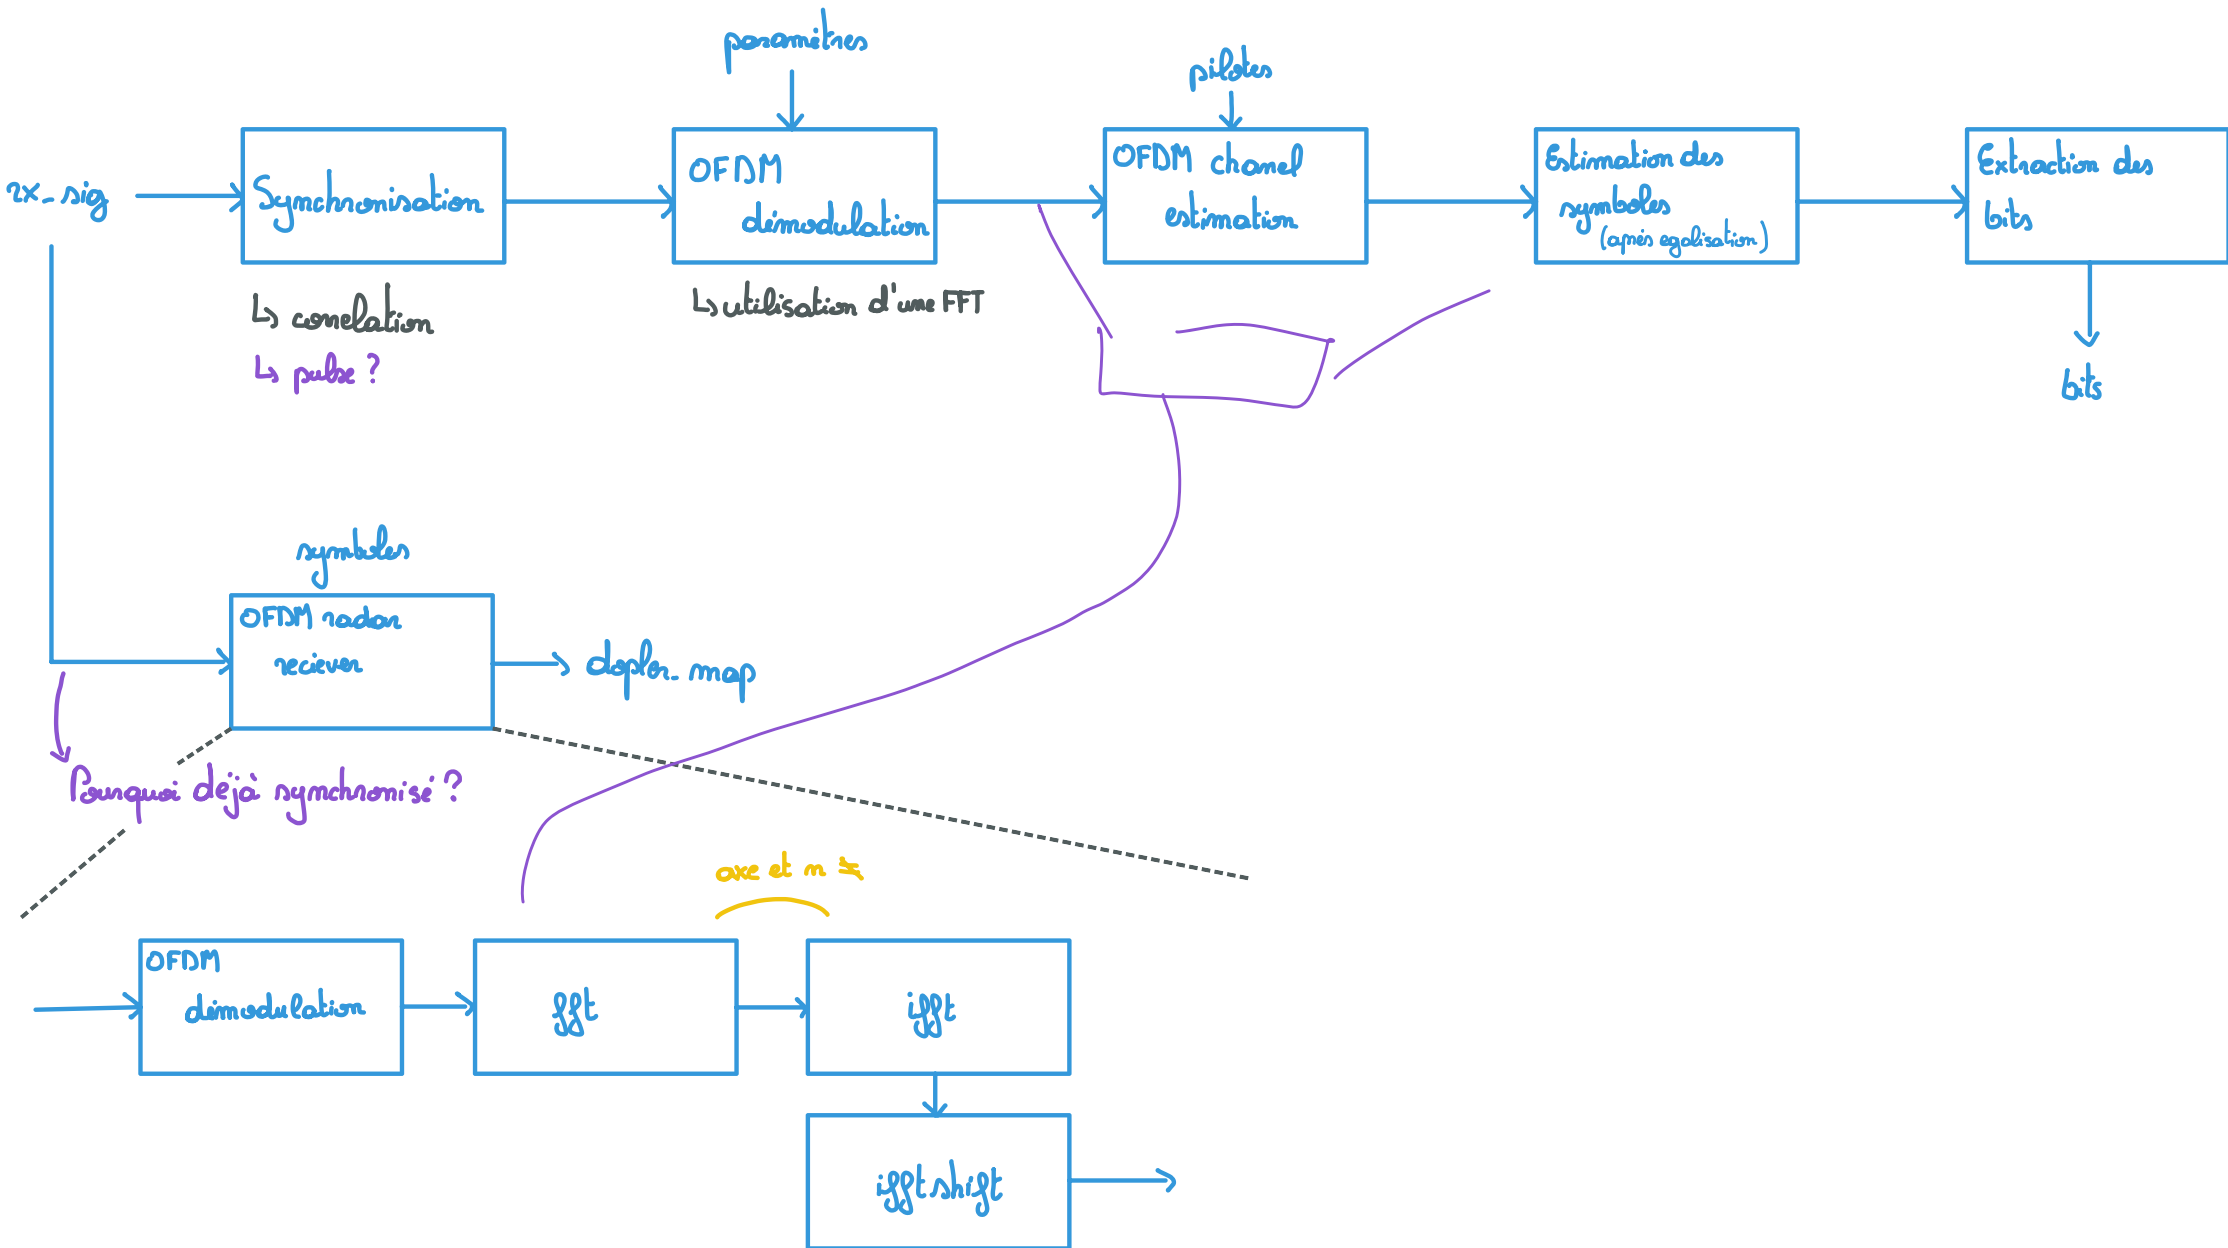 paramètres
pilotes
rx_sig
Synchronisation
OFDM
démodulation
OFDM chanel
estimation
Estimation des
symboles
(après egalisation)
Extraction des
bits
↳ correlation
↳ pulse ?
↳ utilisation d'une FFT
bits
symboles
OFDM radar
reciever
dopler_map
Pourquoi déjà synchronisé ?
axe et n ≠
OFDM
démodulation
fft
ifft
ifftshift